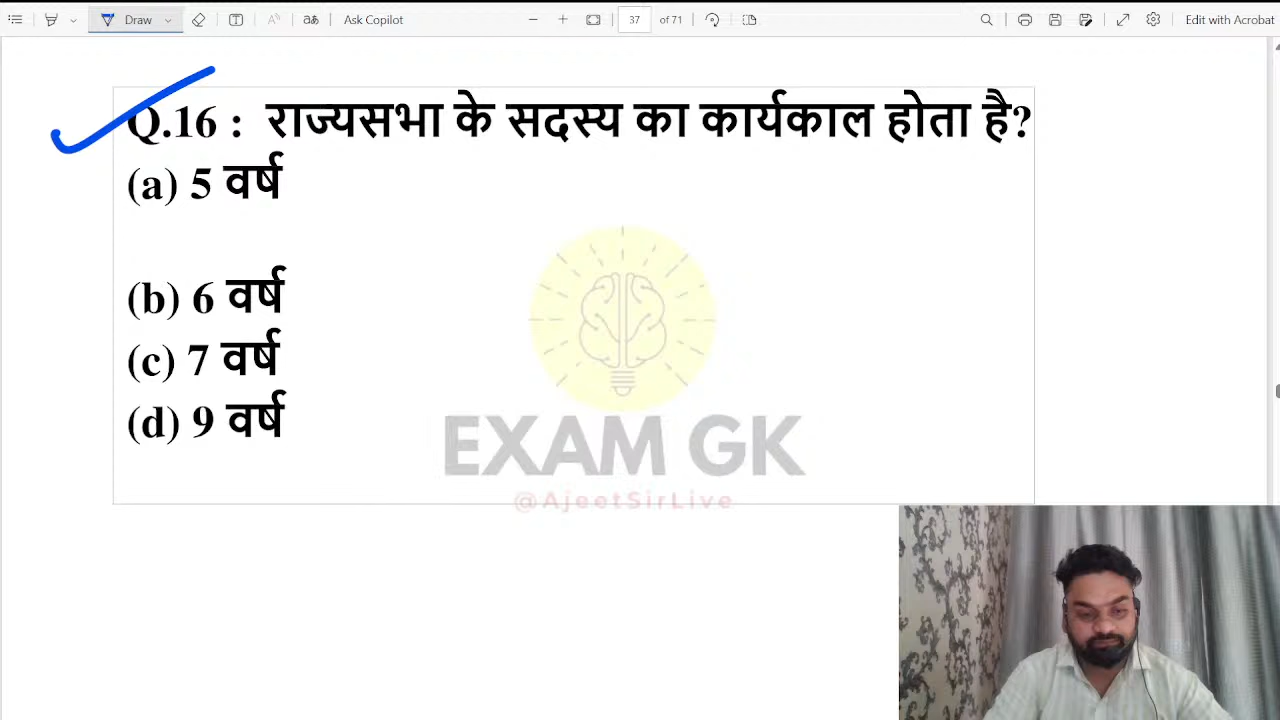 Draw
Ask Copilot
37 of 71
Edit with Acrobat
Q.16 : राज्यसभा के सदस्य का कार्यकाल होता है?
(a) 5 वर्ष
(b) 6 वर्ष
(c) 7 वर्ष
(d) 9 वर्ष
EXAM GK
@AjeetSirLive